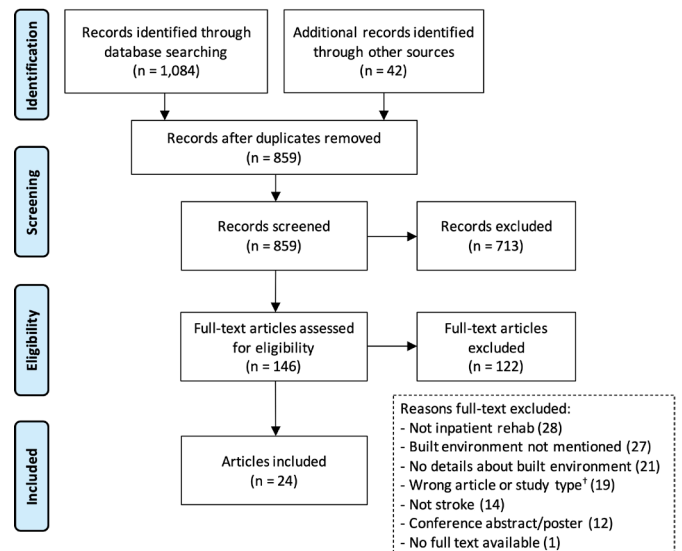 Identification
Records identified through
database searching
(n = 1,084)
Additional records identified
through other sources
(n = 42)
Records after duplicates removed
(n = 859)
Screening
Records screened
(n = 859)
Records excluded
(n = 713)
Eligibility
Full-text articles assessed
for eligibility
(n = 146)
Full-text articles
excluded
(n = 122)
Included
Articles included
(n = 24)
Reasons full-text excluded:
- Not inpatient rehab (28)
- Built environment not mentioned (27)
- No details about built environment (21)
- Wrong article or study type† (19)
- Not stroke (14)
- Conference abstract/poster (12)
- No full text available (1)